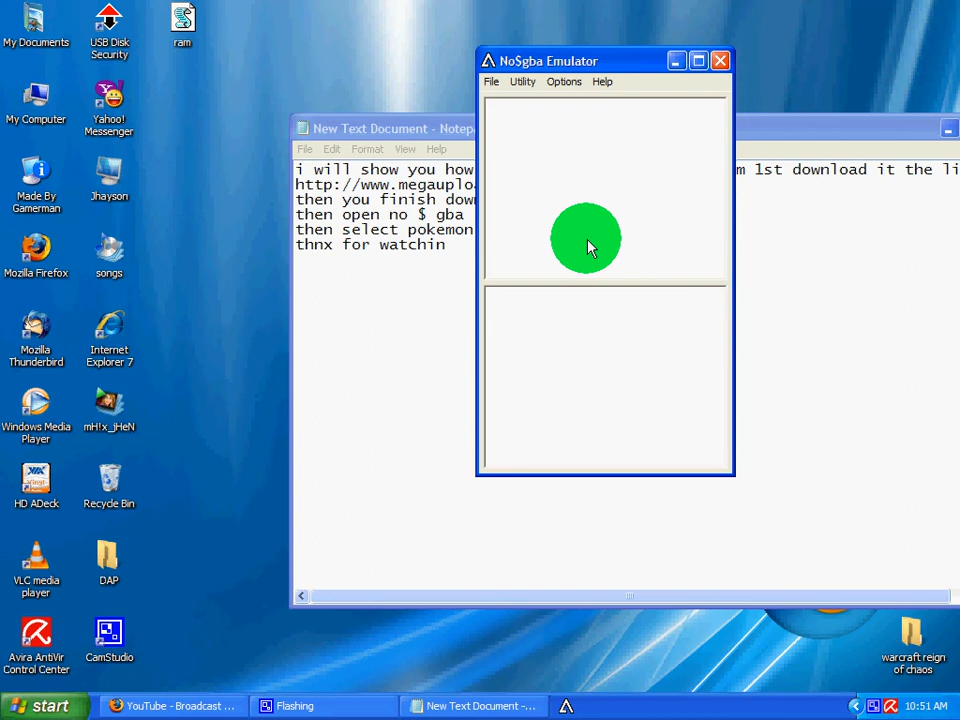 My Documents
USB Disk
Security
ram
My Computer
Yahoo!
Messenger
Made By
Gamerman
Jhayson
Mozilla Firefox
songs
Mozilla
Thunderbird
Internet
Explorer 7
Windows Media
Player
mH!x_jHeN
HD ADeck
Recycle Bin
VLC media
player
DAP
Avira AntiVir
Control Center
CamStudio
warcraft reign
of chaos
No$gba Emulator
File Utility Options Help
New Text Document - Notep
File Edit Format View Help
i will show you how m 1st download it the li
http://www.megauplo
then you finish dow
then open no $ gba
then select pokemon
thnx for watchin
start
YouTube - Broadcast ...
Flashing
New Text Document -...
10:51 AM